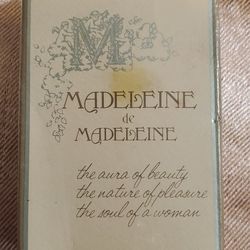 M
MADELEINE
de
MADELEINE
the aura of beauty
the nature of pleasure
the soul of a woman